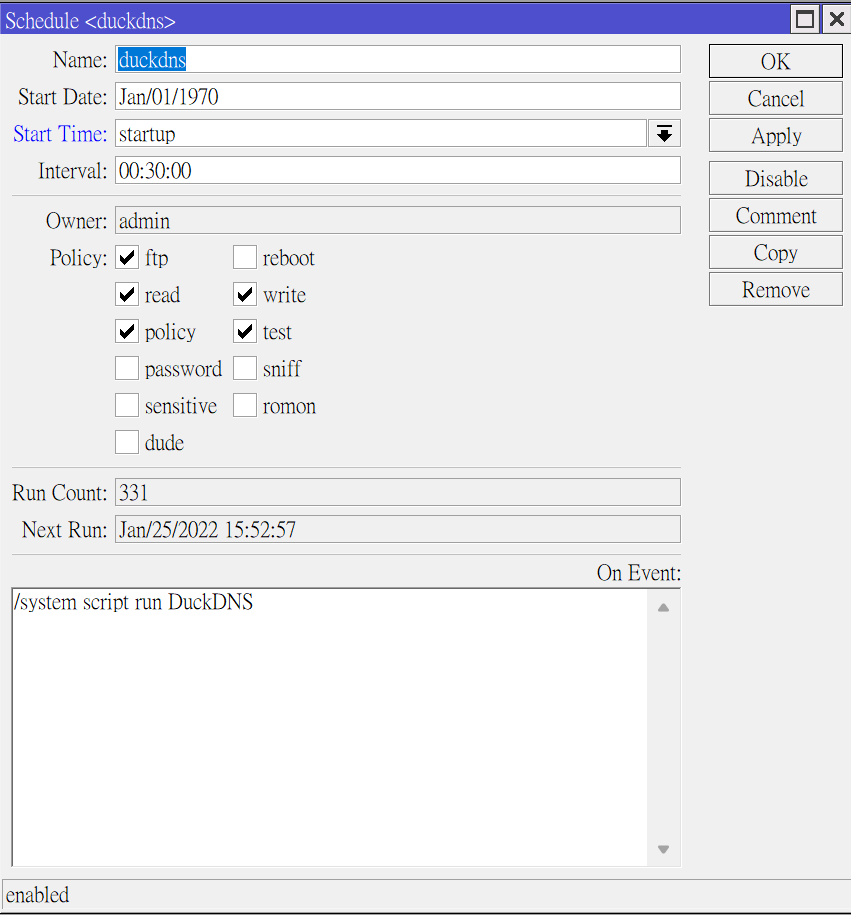 Schedule <duckdns>
Name: duckdns
Start Date: Jan/01/1970
Start Time: startup
Interval: 00:30:00
Owner: admin
Policy: ftp reboot
read write
policy test
password sniff
sensitive romon
dude
Run Count: 331
Next Run: Jan/25/2022 15:52:57
On Event:
/system script run DuckDNS
enabled
OK
Cancel
Apply
Disable
Comment
Copy
Remove